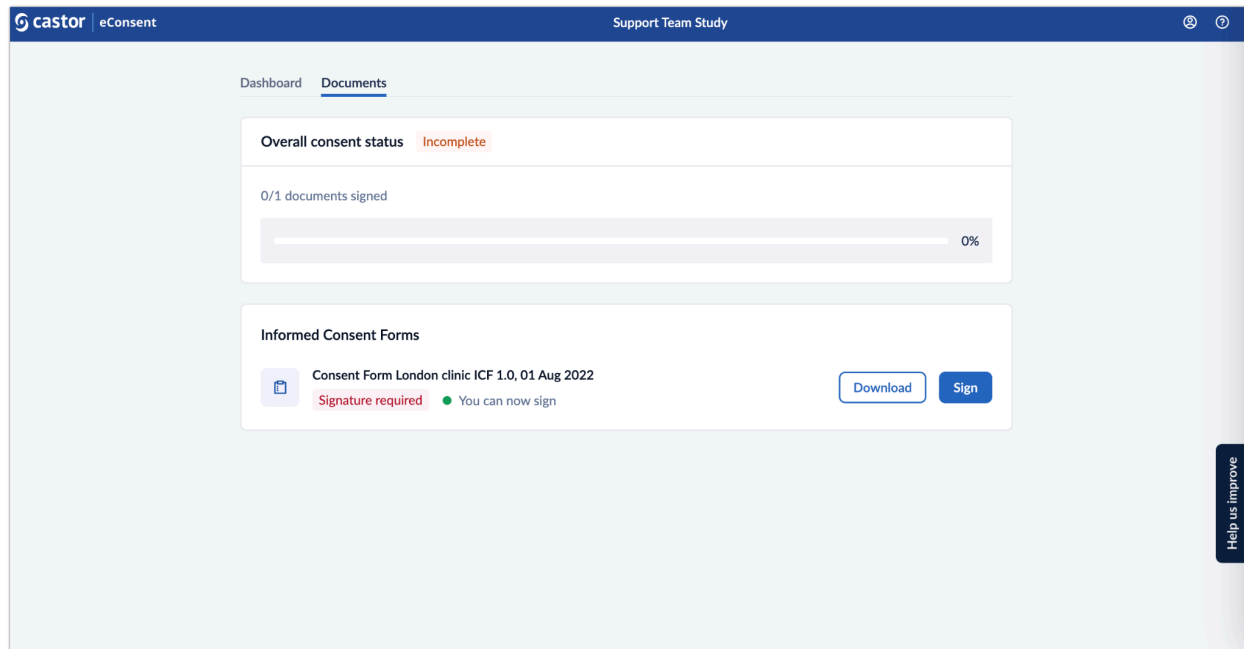 castor eConsent Support Team Study
Dashboard Documents
Overall consent status Incomplete
0/1 documents signed
0%
Informed Consent Forms
Consent Form London clinic ICF 1.0, 01 Aug 2022
Signature required You can now sign
Download Sign
Help us improve